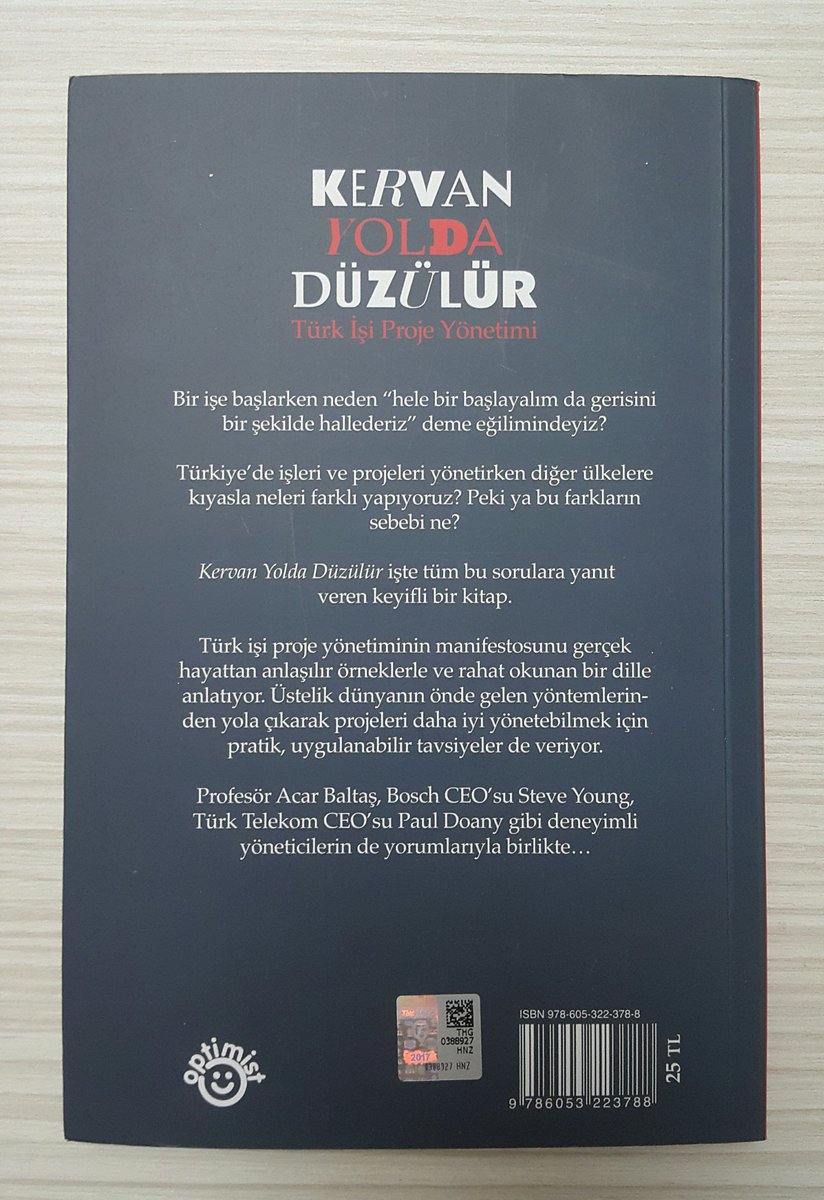 KERVAN
YOLDA
DÜZÜLÜR
Türk İşi Proje Yönetimi
Bir işe başlarken neden “hele bir başlayalım da gerisini
bir şekilde hallederiz” deme eğilimindeyiz?
Türkiye’de işleri ve projeleri yönetirken diğer ülkelere
kıyasla neleri farklı yapıyoruz? Peki ya bu farkların
sebebi ne?
Kervan Yolda Düzülür işte tüm bu sorulara yanıt
veren keyifli bir kitap.
Türk işi proje yönetiminin manifestosunu gerçek
hayattan anlaşılır örneklerle ve rahat okunan bir dille
anlatıyor. Üstelik dünyanın önde gelen yöntemlerin-
den yola çıkarak projeleri daha iyi yönetebilmek için
pratik, uygulanabilir tavsiyeler de veriyor.
Profesör Acar Baltaş, Bosch CEO’su Steve Young,
Türk Telekom CEO’su Paul Doany gibi deneyimli
yöneticilerin de yorumlarıyla birlikte…
optimist
THG
0388927
HNZ
2017
0388927 HNZ
ISBN 978-605-322-378-8
9 786053 223788
25 TL